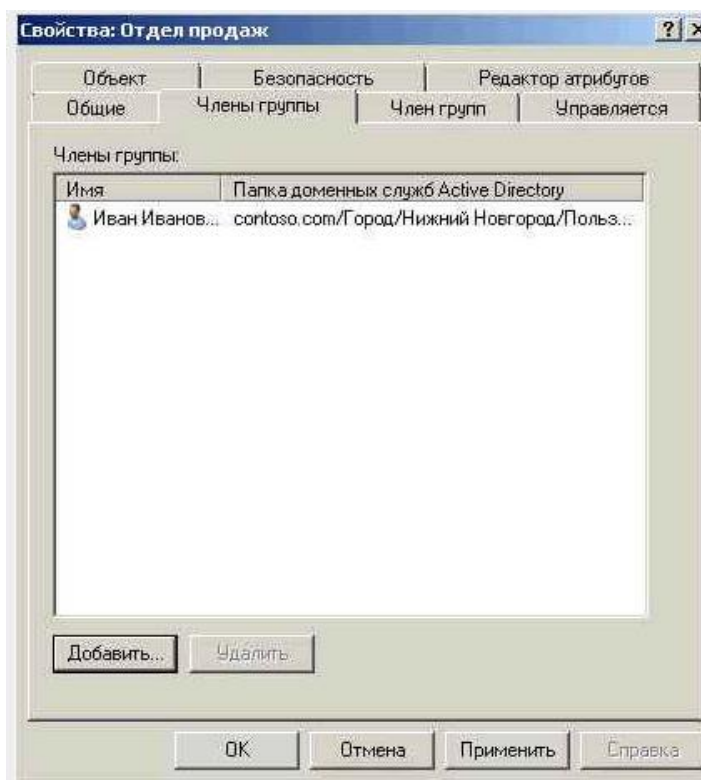 Свойства: Отдел продаж
Объект Безопасность Редактор атрибутов
Общие Члены группы Член групп Управляется
Члены группы:
Имя Папка доменных служб Active Directory
Иван Иванов... contoso.com/Город/Нижний Новгород/Польз...
Добавить... Удалить
OK Отмена Применить Справка